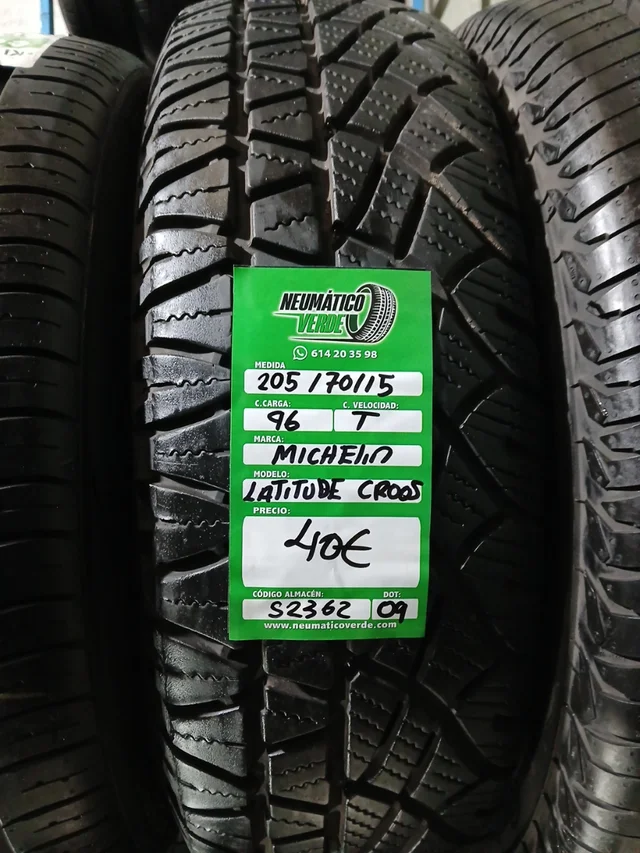 NEUMÁTICO
VERDE
614 20 35 98
MEDIDA
205/70/15
C.CARGA: C. VELOCIDAD:
96 T
MARCA:
MICHELIN
MODELO:
LATITUDE CROOS
PRECIO:
40€
CÓDIGO ALMACÉN: DOT:
S2362 09
www.neumaticoverde.com